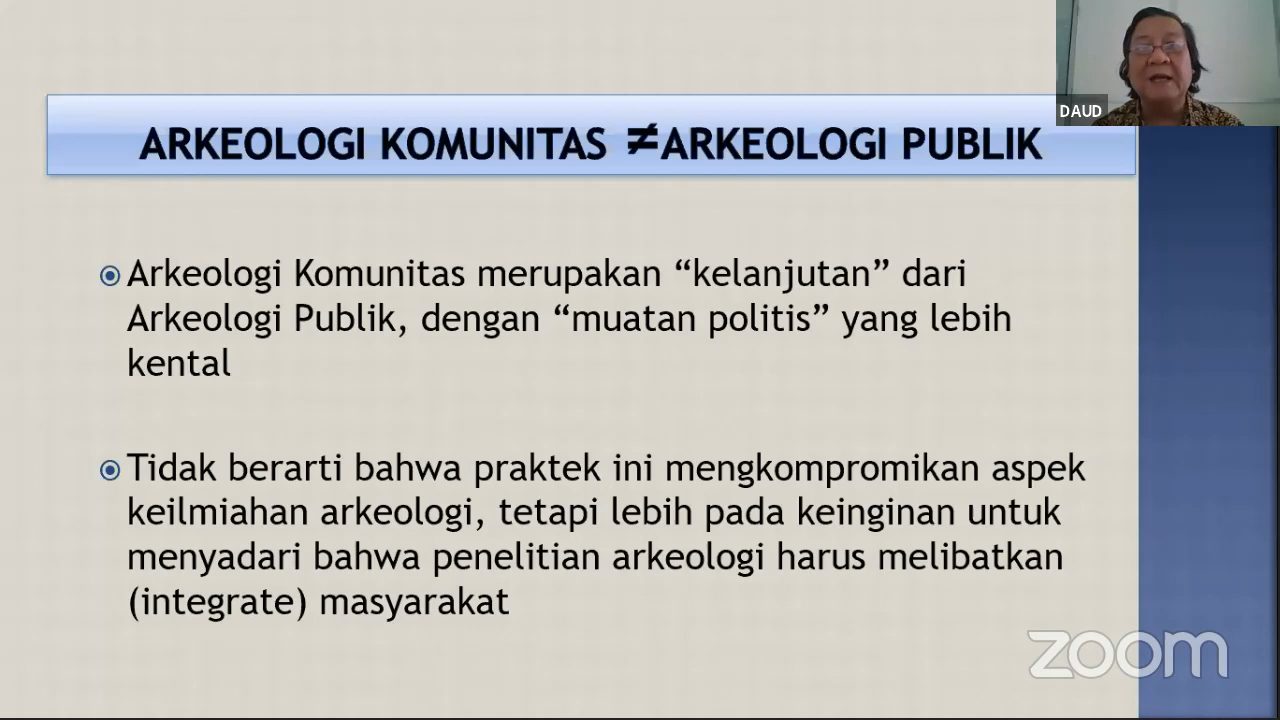 DAUD
ARKEOLOGI KOMUNITAS ≠ARKEOLOGI PUBLIK
Arkeologi Komunitas merupakan “kelanjutan” dari
Arkeologi Publik, dengan “muatan politis” yang lebih
kental
Tidak berarti bahwa praktek ini mengkompromikan aspek
keilmiahan arkeologi, tetapi lebih pada keinginan untuk
menyadari bahwa penelitian arkeologi harus melibatkan
(integrate) masyarakat
zoom